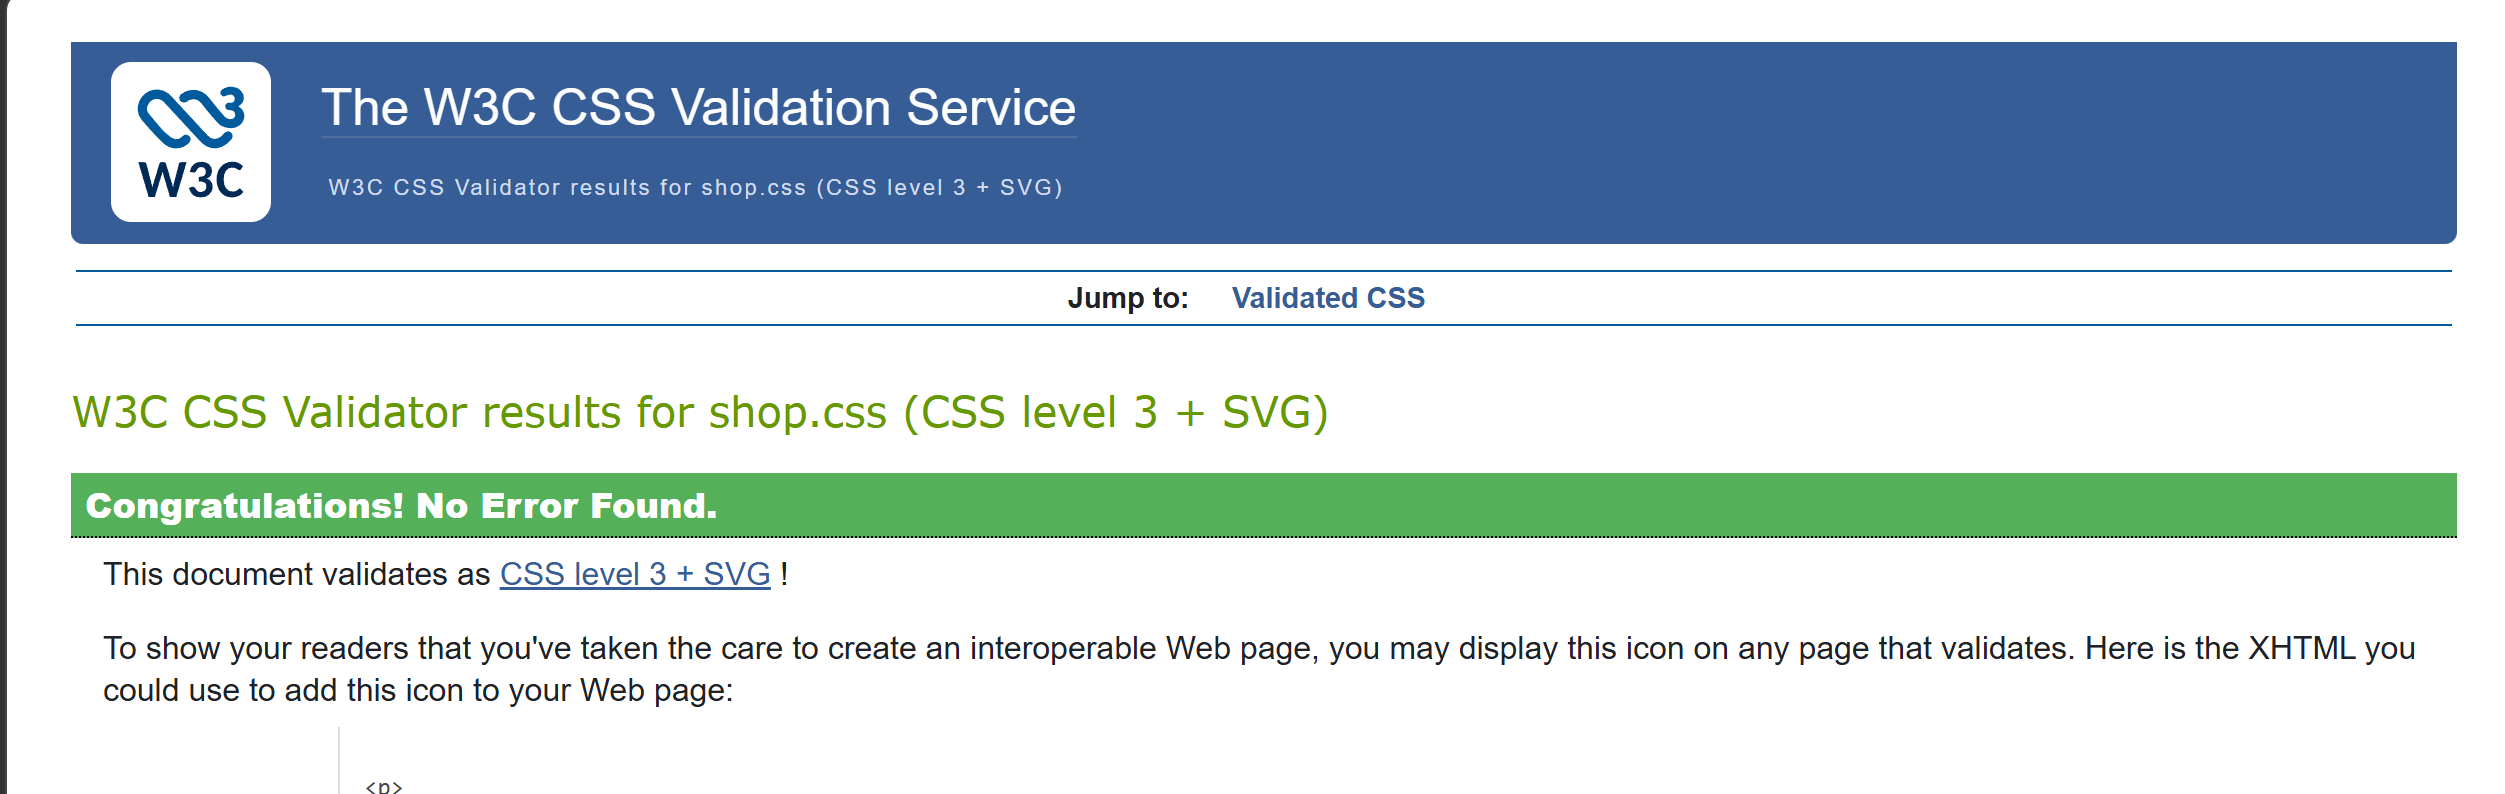 W3C
The W3C CSS Validation Service
W3C CSS Validator results for shop.css (CSS level 3 + SVG)
Jump to: Validated CSS
W3C CSS Validator results for shop.css (CSS level 3 + SVG)
Congratulations! No Error Found.
This document validates as CSS level 3 + SVG !
To show your readers that you've taken the care to create an interoperable Web page, you may display this icon on any page that validates. Here is the XHTML you
could use to add this icon to your Web page:
<p>